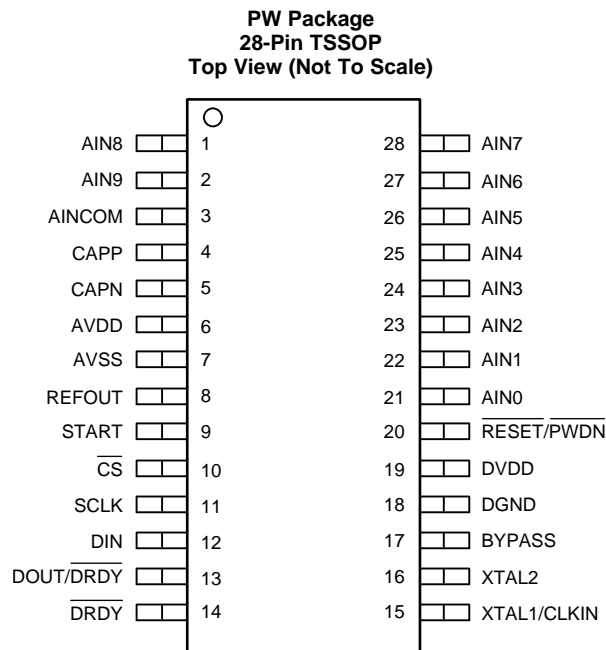 PW Package
28-Pin TSSOP
Top View (Not To Scale)
AIN8 1 28 AIN7
AIN9 2 27 AIN6
AINCOM 3 26 AIN5
CAPP 4 25 AIN4
CAPN 5 24 AIN3
AVDD 6 23 AIN2
AVSS 7 22 AIN1
REFOUT 8 21 AIN0
START 9 20 RESET/PWDN
CS 10 19 DVDD
SCLK 11 18 DGND
DIN 12 17 BYPASS
DOUT/DRDY 13 16 XTAL2
DRDY 14 15 XTAL1/CLKIN